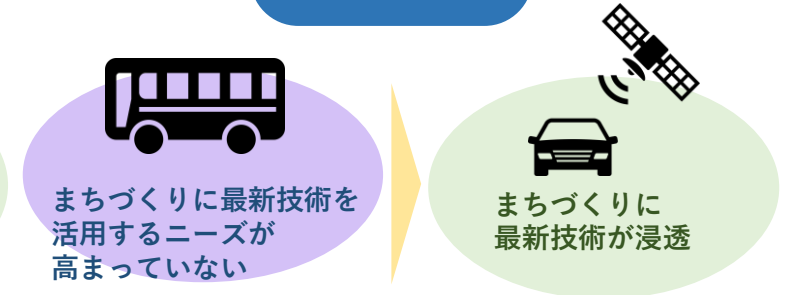 まちづくりに最新技術を
活用するニーズが
高まっていない
まちづくりに
最新技術が浸透